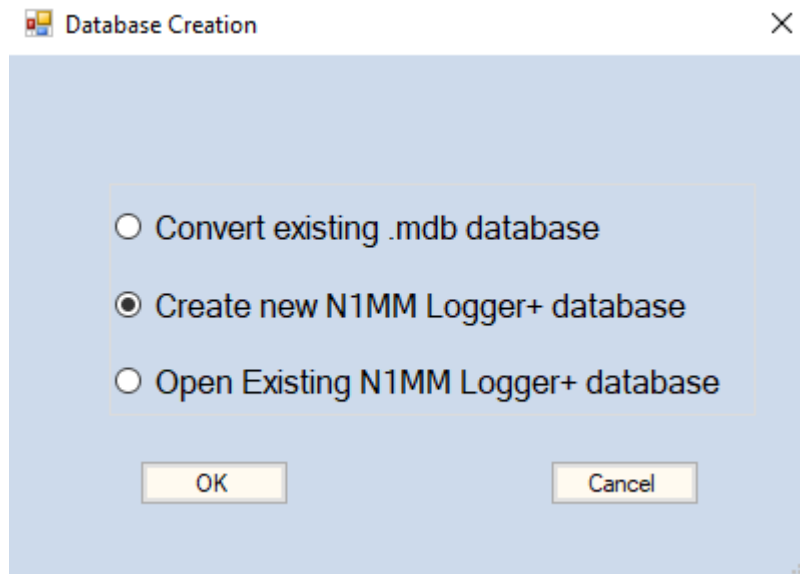 Database Creation
Convert existing .mdb database
Create new N1MM Logger+ database
Open Existing N1MM Logger+ database
OK Cancel